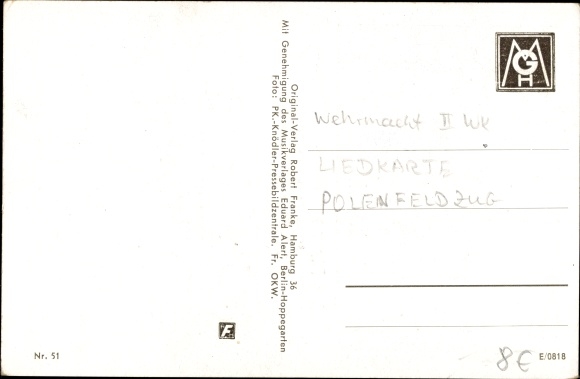 Original-Verlag Robert Franke, Hamburg 36
Mit Genehmigung des Musikverlages Eduard Alert, Berlin-Hoppegarten
Foto: PK.-Knödler-Pressebildzentrale. Fr. OKW.
MGH
Wehrmacht II WK
LIEDKARTE
POLENFELDZUG
F
Nr. 51
8€
E/0818